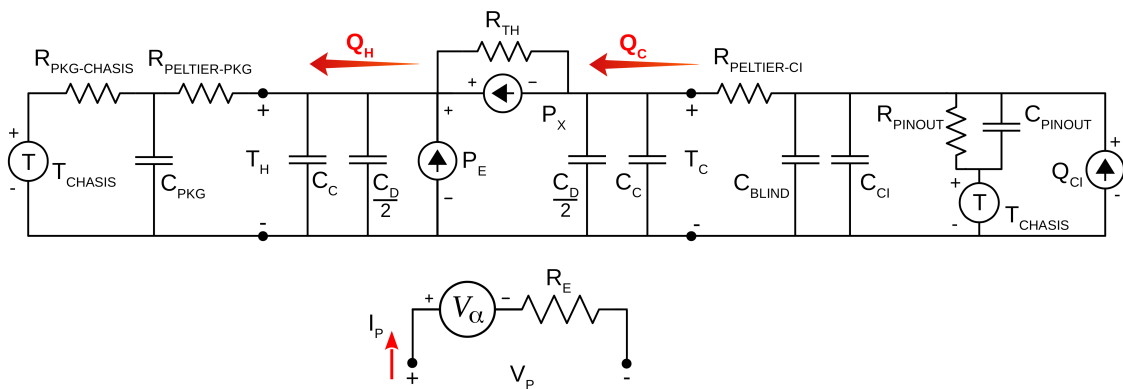 R_TH
Q_H
Q_C
R_PKG-CHASIS
R_PELTIER-PKG
R_PELTIER-CI
+ −
+ + +
P_X
R_PINOUT
C_PINOUT
+
T
T_CHASIS
-
C_PKG
T_H
C_C
C_D
2
P_E
−
C_D
2
C_C
T_C
C_BLIND
C_CI
+
T
T_CHASIS
-
Q_CI
+
-
-
-
R_E
+ −
V_α
I_P
+
V_P
-